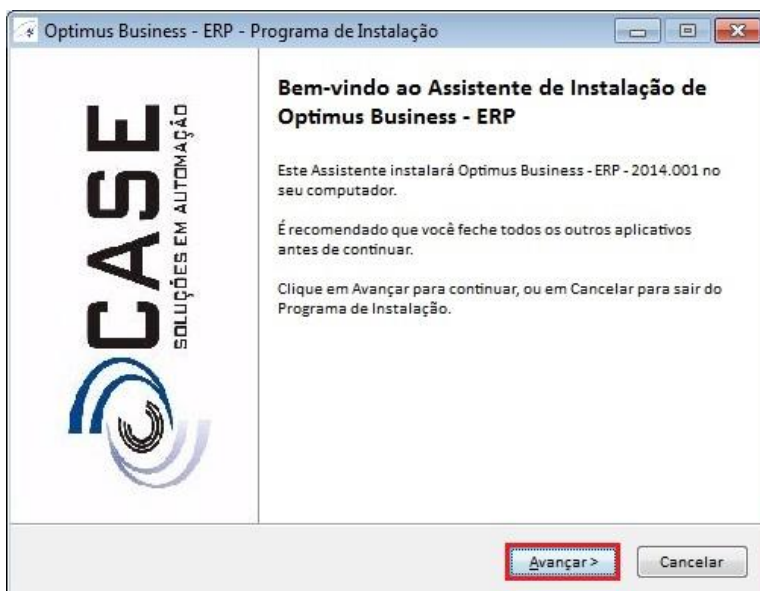 Optimus Business - ERP - Programa de Instalação
CASE
SOLUÇÕES EM AUTOMAÇÃO
Bem-vindo ao Assistente de Instalação de
Optimus Business - ERP
Este Assistente instalará Optimus Business - ERP - 2014.001 no
seu computador.
É recomendado que você feche todos os outros aplicativos
antes de continuar.
Clique em Avançar para continuar, ou em Cancelar para sair do
Programa de Instalação.
Avançar >
Cancelar